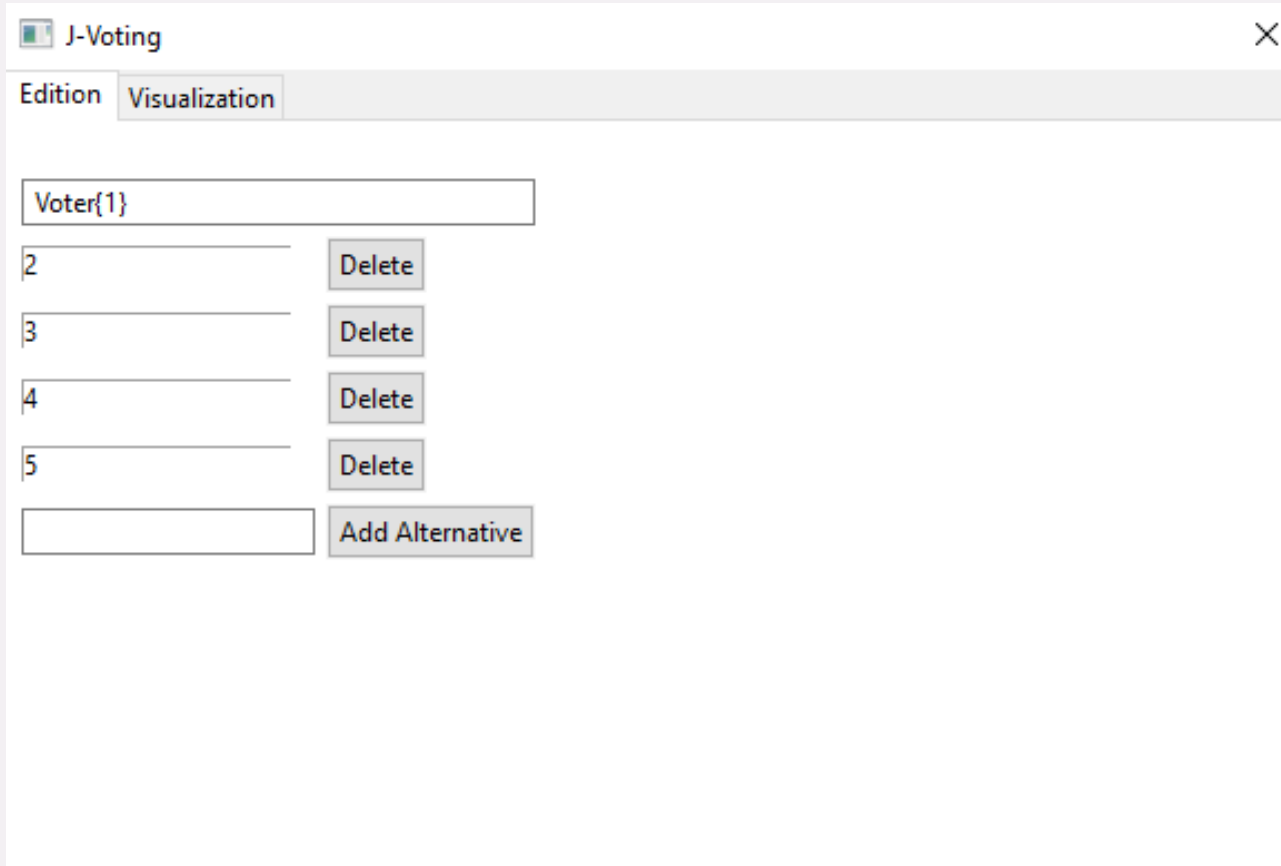 J-Voting
Edition Visualization
Voter{1}
2 Delete
3 Delete
4 Delete
5 Delete
Add Alternative